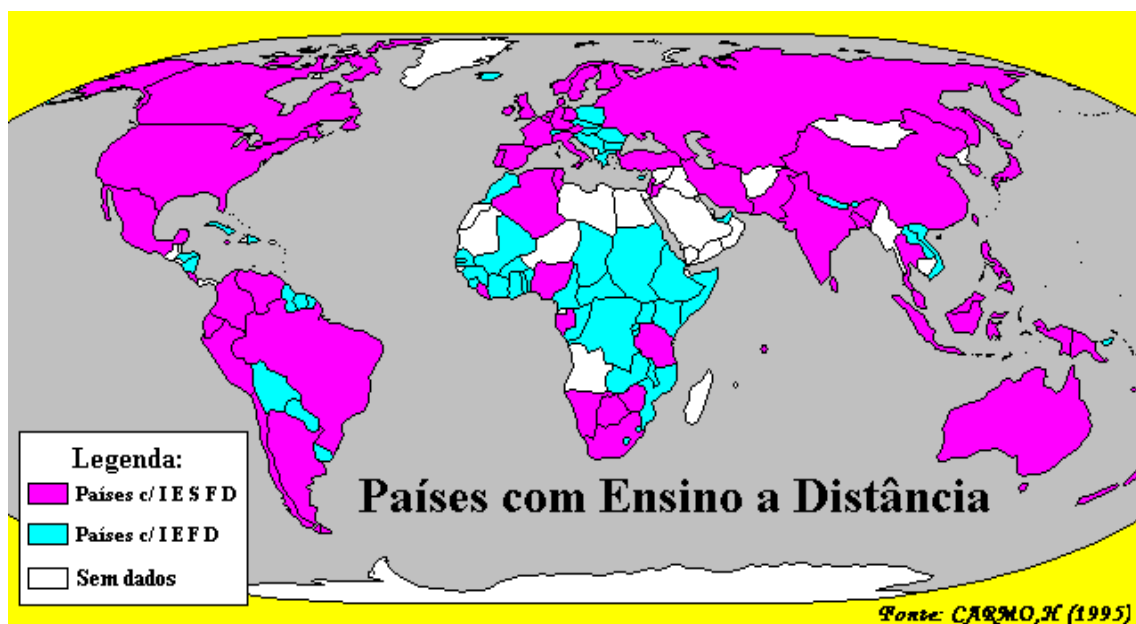 Países com Ensino a Distância
Legenda:
Países c/ I E S F D
Países c/ I E F D
Sem dados
Fonte: CARMO,H (1995)